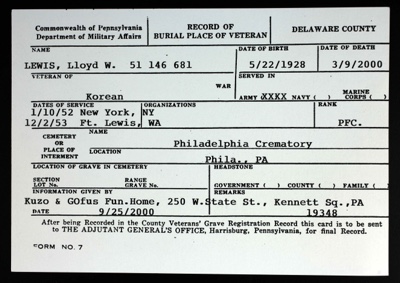 Commonwealth of Pennsylvania
Department of Military Affairs
RECORD OF
BURIAL PLACE OF VETERAN
DELAWARE COUNTY
NAME
DATE OF BIRTH
DATE OF DEATH
LEWIS, Lloyd W. 51 146 681
5/22/1928
3/9/2000
VETERAN OF
WAR
SERVED IN
Korean
ARMY XXXX NAVY ( ) MARINE CORPS ( )
DATES OF SERVICE
ORGANIZATIONS
RANK
1/10/52 New York, NY
12/2/53 Ft. Lewis, WA
PFC.
CEMETERY OR PLACE OF INTERMENT
NAME
Philadelphia Crematory
LOCATION
Phila., PA
LOCATION OF GRAVE IN CEMETERY
HEADSTONE
SECTION
LOT No.
RANGE
GRAVE No.
GOVERNMENT ( ) COUNTY ( ) FAMILY ( )
INFORMATION GIVEN BY
REMARKS
Kuzo & GOfus Fun.Home, 250 W.State St., Kennett Sq.,PA
DATE
9/25/2000
19348
After being Recorded in the County Veterans' Grave Registration Record this card is to be sent
to THE ADJUTANT GENERAL'S OFFICE, Harrisburg, Pennsylvania, for final Record.
FORM NO. 7